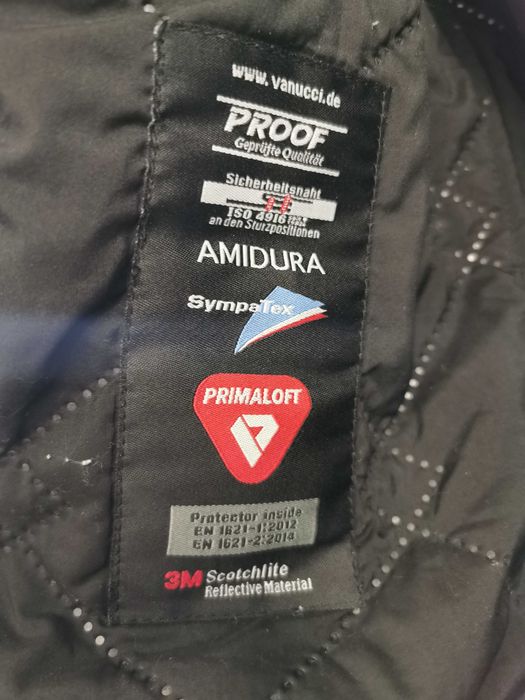 www.vanucci.de
PROOF
Geprüfte Qualität
Sicherheitsnaht
ISO 4916
an den Sturzpositionen
AMIDURA
SympaTex
PRIMALOFT
Protector inside
EN 1621-1:2012
EN 1621-2:2014
3M Scotchlite
Reflective Material